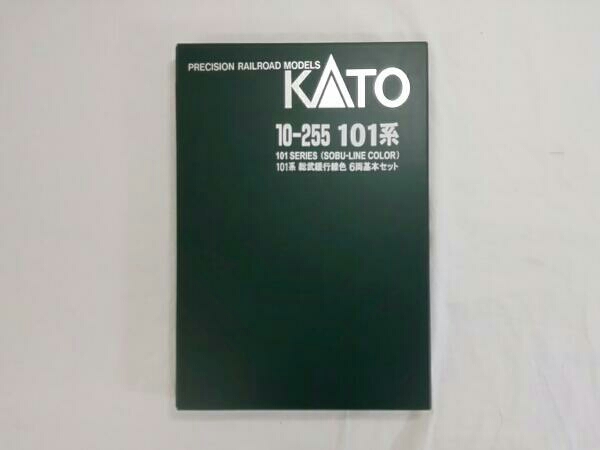 PRECISION RAILROAD MODELS
KATO
10-255 101系
101 SERIES (SOBU-LINE COLOR)
101系 総武緩行線色 6両基本セット